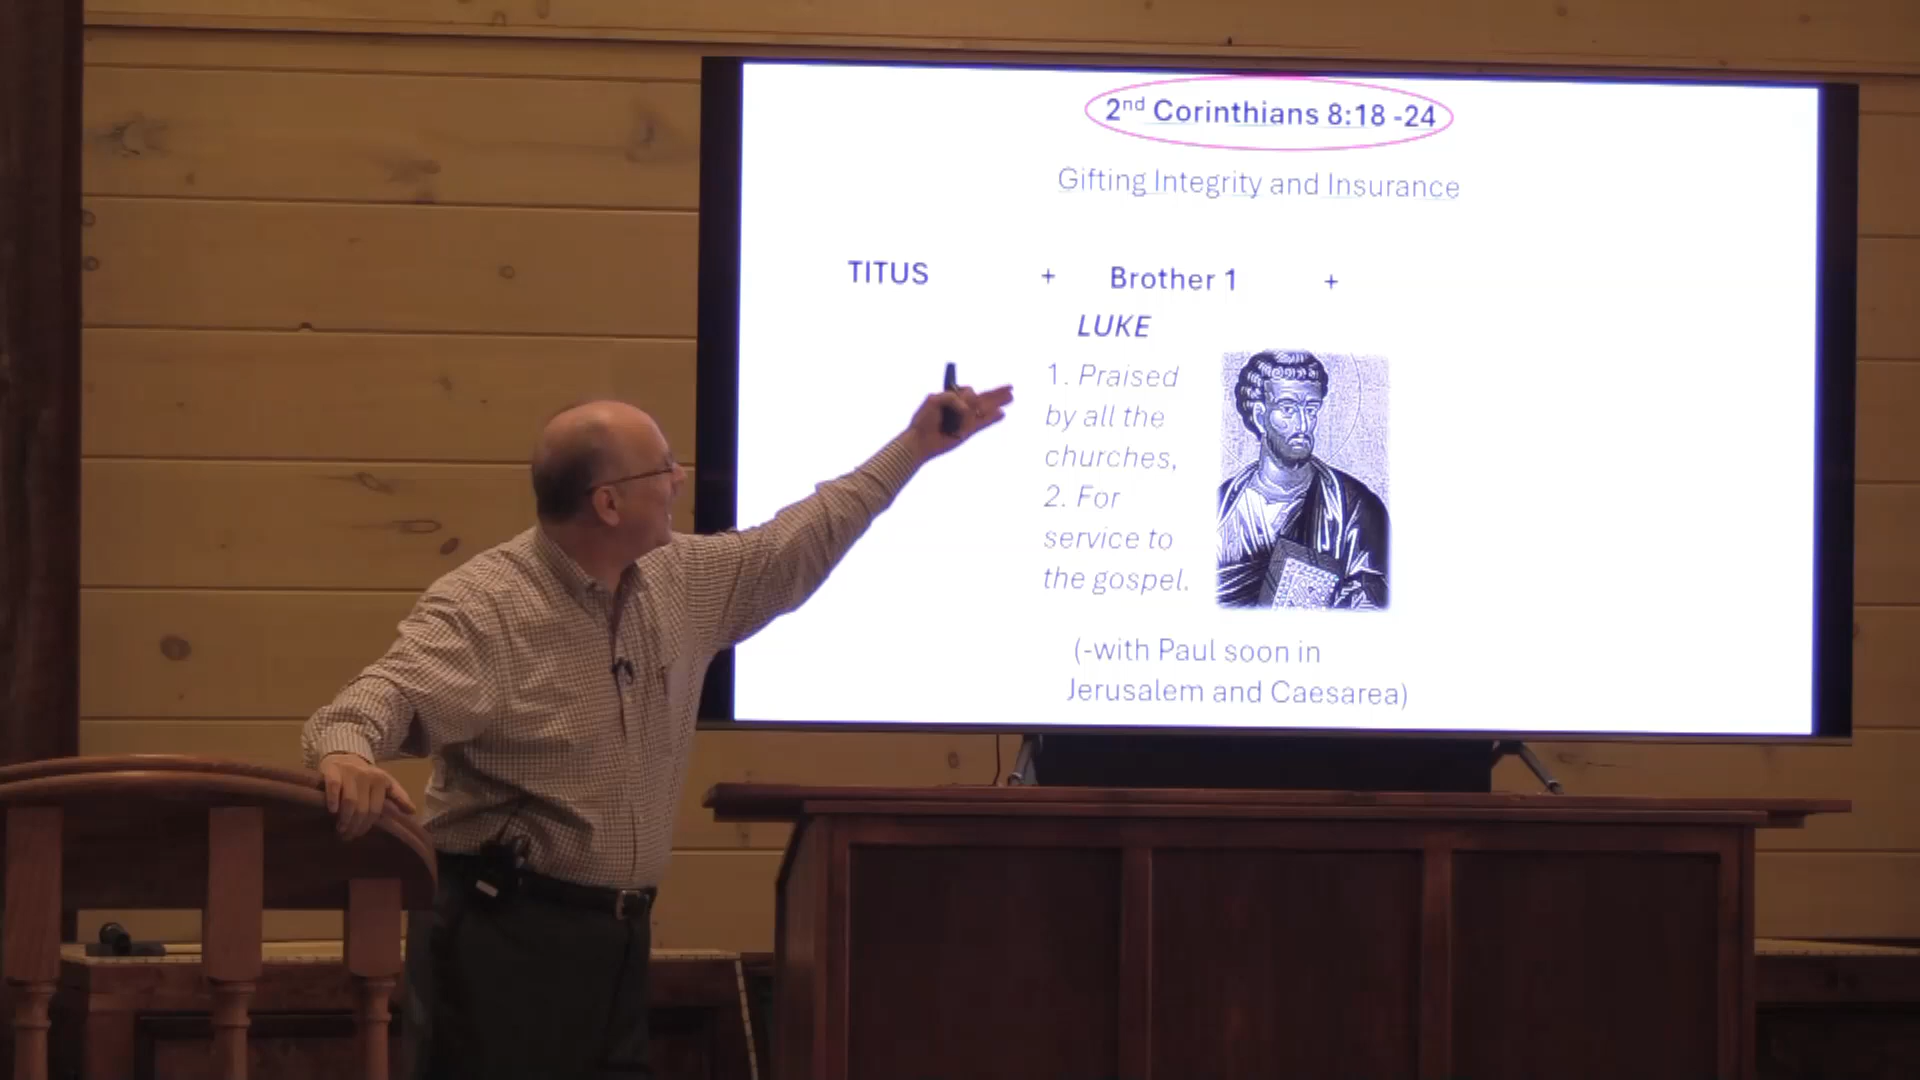 2nd Corinthians 8:18 -24
Gifting Integrity and Insurance
TITUS + Brother 1 +
LUKE
1. Praised
by all the
churches,
2. For
service to
the gospel.
(-with Paul soon in
Jerusalem and Caesarea)